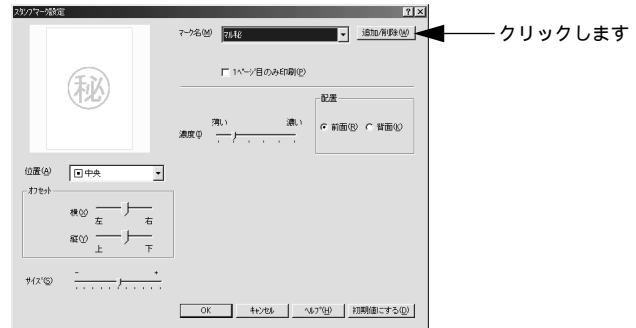 スタンプマーク設定
マーク名(M) マル秘 追加/削除(W) クリックします
1ページ目のみ印刷(P)
秘
配置
薄い 濃い
濃度(I)
前面(R) 背面(K)
位置(A) 中央
オフセット
横(X)
左 右
縦(Y)
上 下
サイズ(S) - +
OK キャンセル ヘルプ(H) 初期値にする(D)